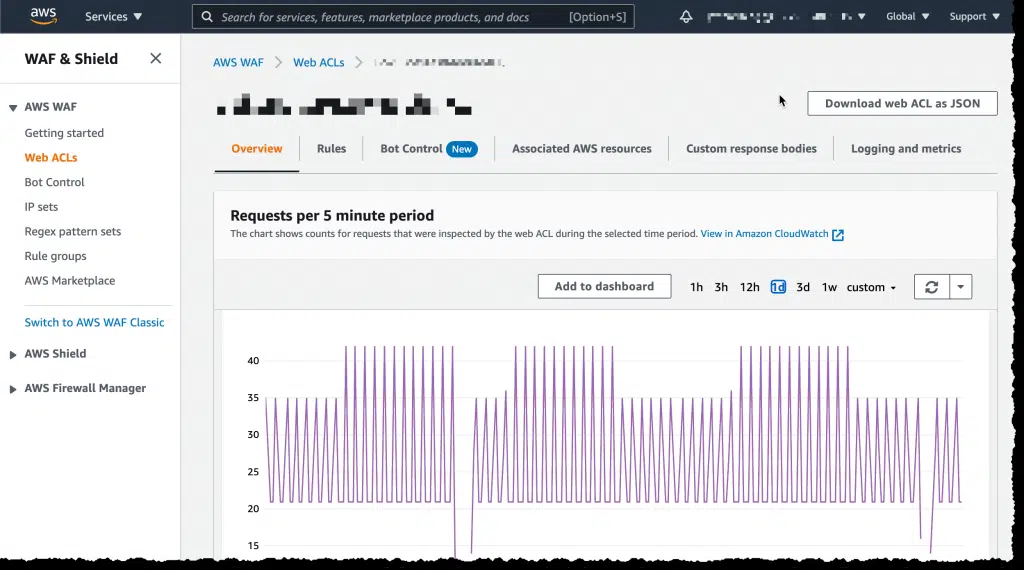 aws
Services
Search for services, features, marketplace products, and docs
[Option+S]
Global
Support
WAF & Shield
AWS WAF
Getting started
Web ACLs
Bot Control
IP sets
Regex pattern sets
Rule groups
AWS Marketplace
Switch to AWS WAF Classic
AWS Shield
AWS Firewall Manager
AWS WAF
Web ACLs
Download web ACL as JSON
Overview
Rules
Bot Control New
Associated AWS resources
Custom response bodies
Logging and metrics
Requests per 5 minute period
The chart shows counts for requests that were inspected by the web ACL during the selected time period. View in Amazon CloudWatch
Add to dashboard
1h 3h 12h 1d 3d 1w custom
40
35
30
25
20
15